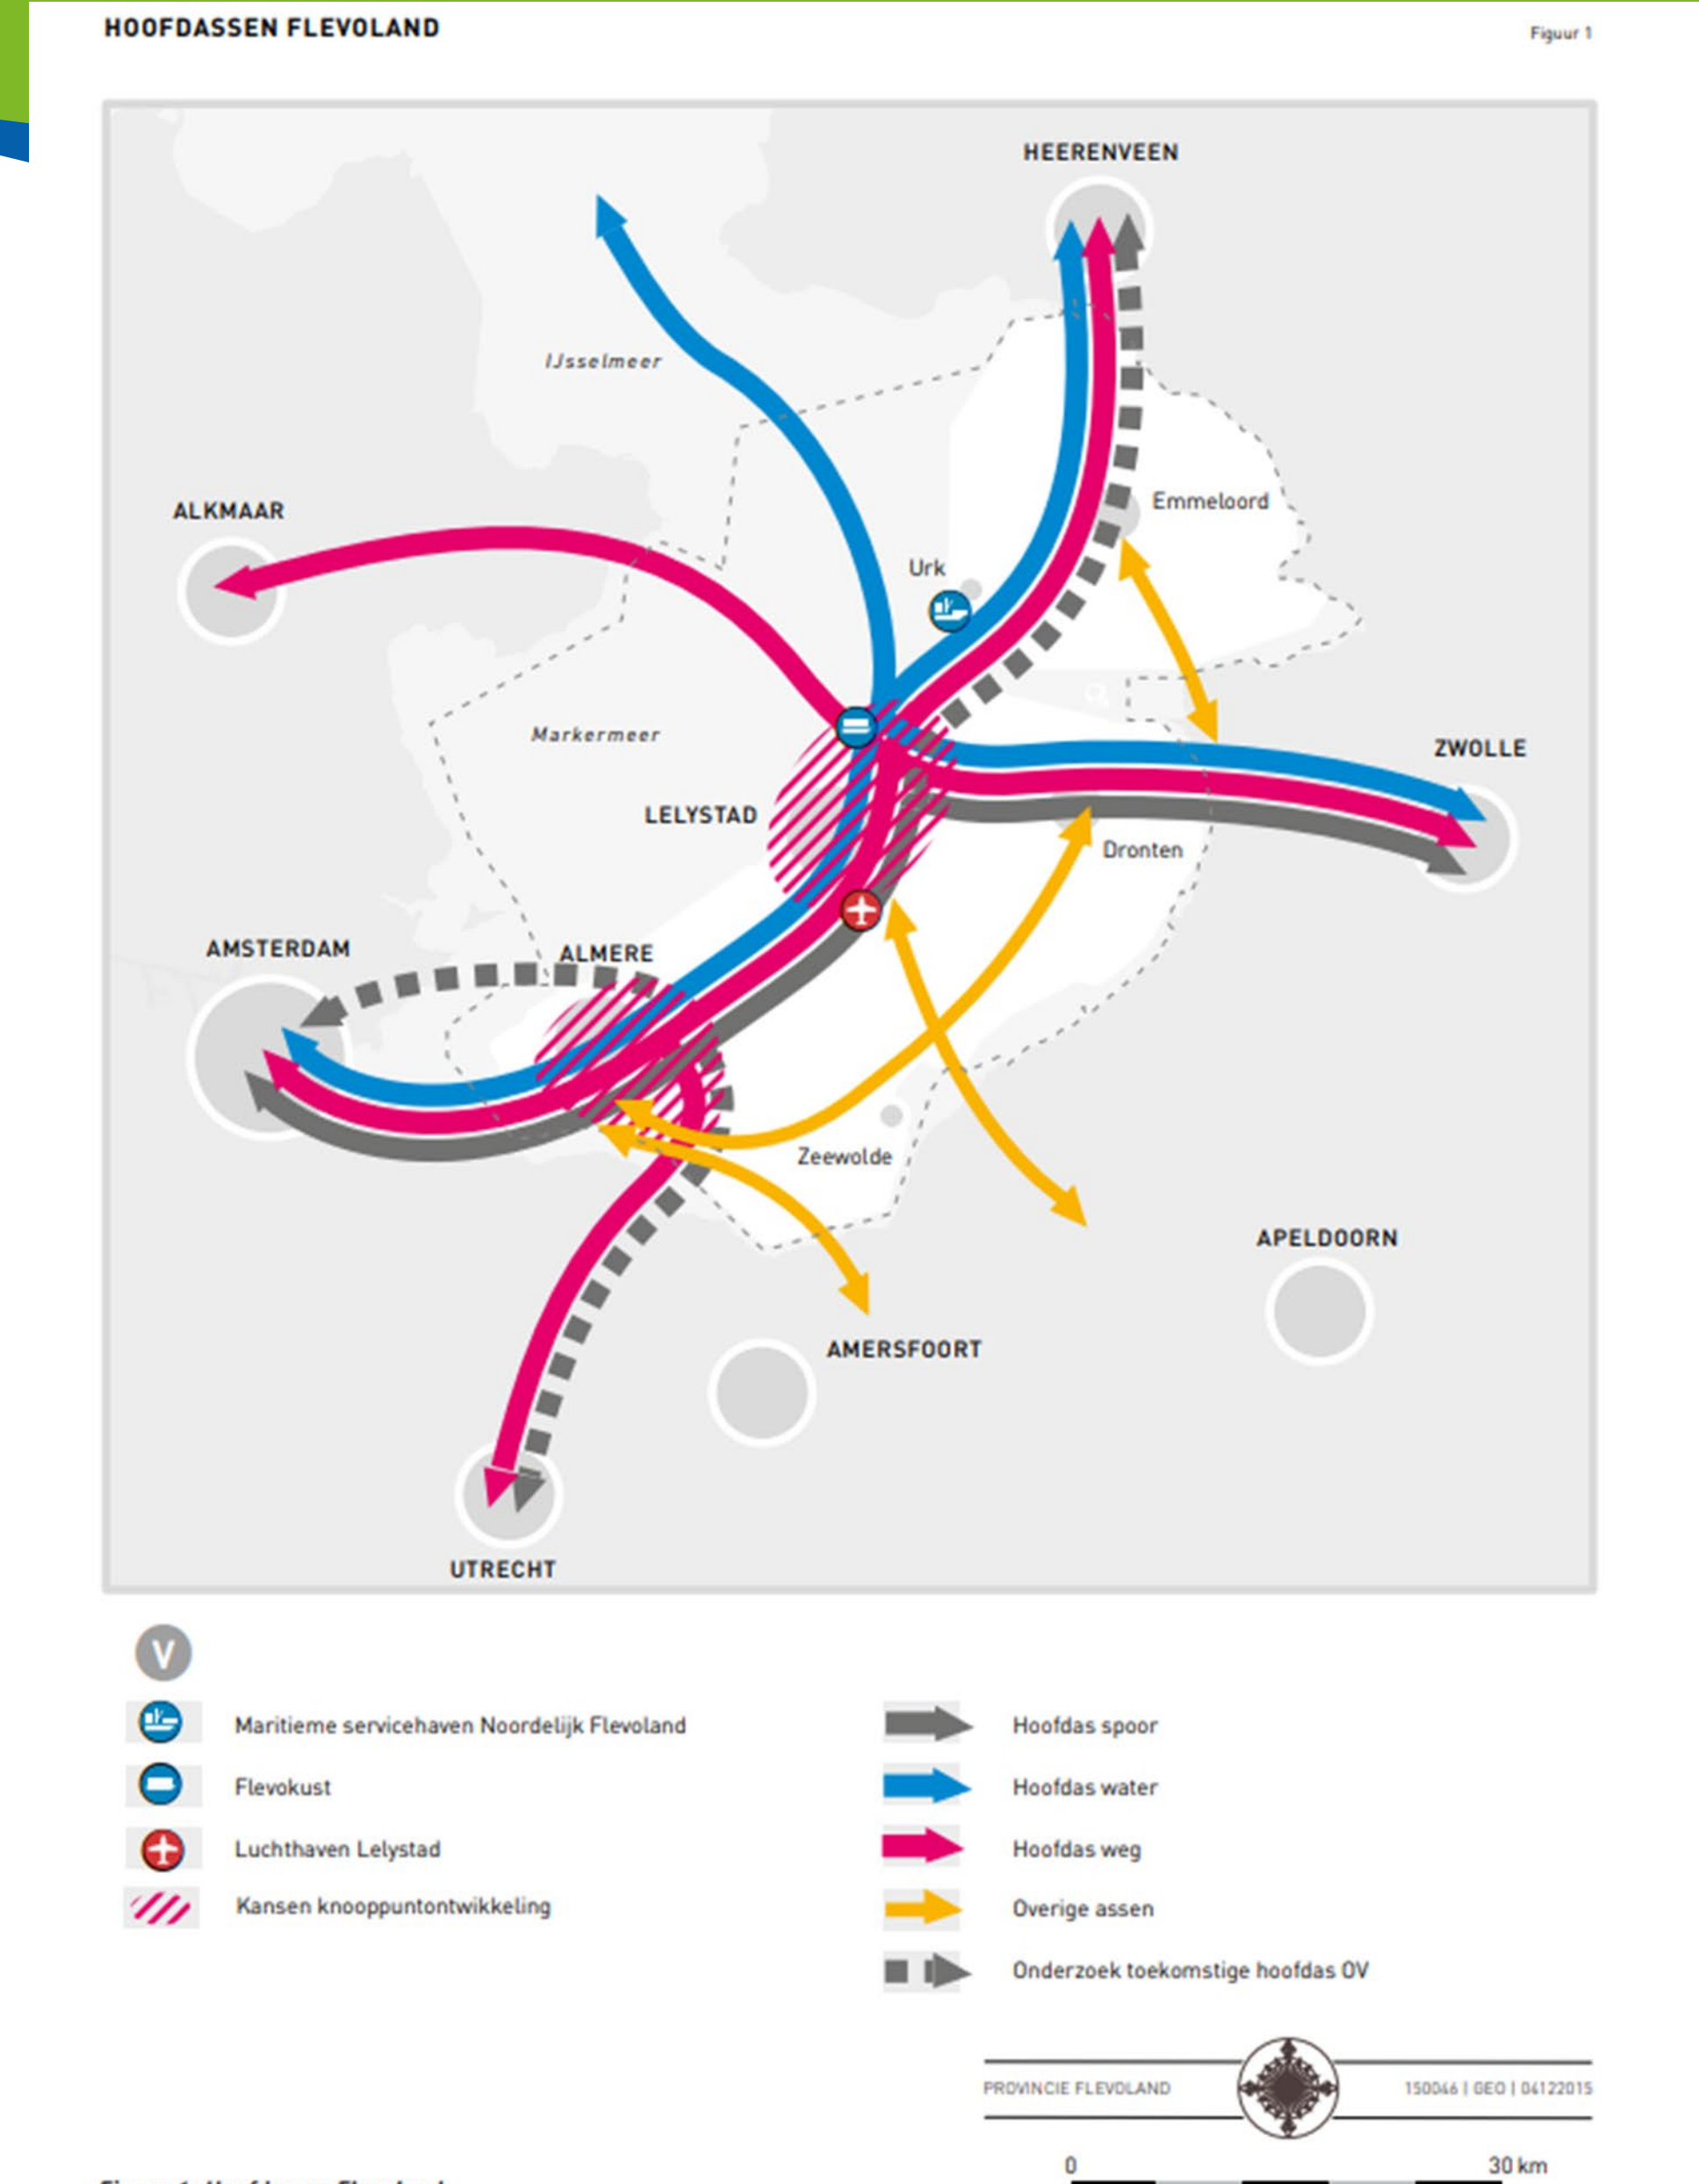 HOOFDASSEN FLEVOLAND
Figuur 1
HEERENVEEN
IJsselmeer
ALKMAAR
Emmeloord
Urk
Markermeer
ZWOLLE
LELYSTAD
Dronten
AMSTERDAM
ALMERE
Zeewolde
APELDOORN
AMERSFOORT
UTRECHT
V
Maritieme servicehaven Noordelijk Flevoland
Flevokust
Luchthaven Lelystad
Kansen knooppuntontwikkeling
Hoofdas spoor
Hoofdas water
Hoofdas weg
Overige assen
Onderzoek toekomstige hoofdas OV
PROVINCIE FLEVOLAND
150046 | GEO | 04122015
0 30 km